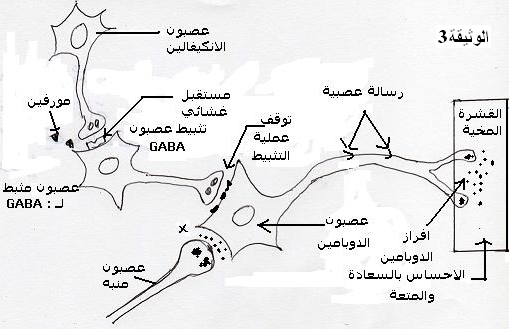 الوثيقة3
عصبون
الانكيفالين
مورفين
مستقبل
غشائي
تثبيط عصبون
GABA
عصبون مثبط
لـ : GABA
توقف
عملية
التثبيط
رسالة عصبية
القشرة
المخية
عصبون
الدوبامين
افراز
الدوبامين
الاحساس بالسعادة
والمتعة
x
عصبون
منبه